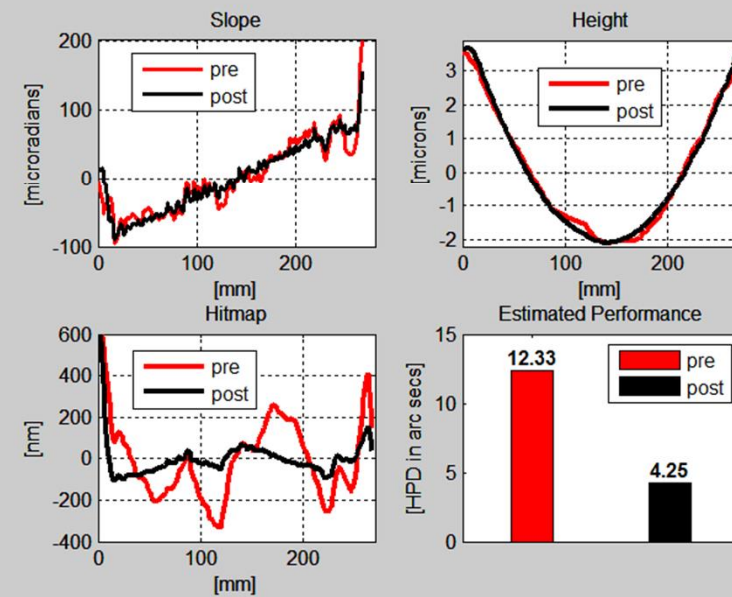 Slope
200
100
0
-100
[microradians]
pre
post
0
100
200
[mm]
Height
3
2
1
0
-1
-2
[microns]
pre
post
0
100
200
[mm]
Hitmap
600
400
200
0
-200
-400
[nm]
pre
post
0
100
200
[mm]
Estimated Performance
15
10
5
0
[HPD in arc secs]
12.33
4.25
pre
post